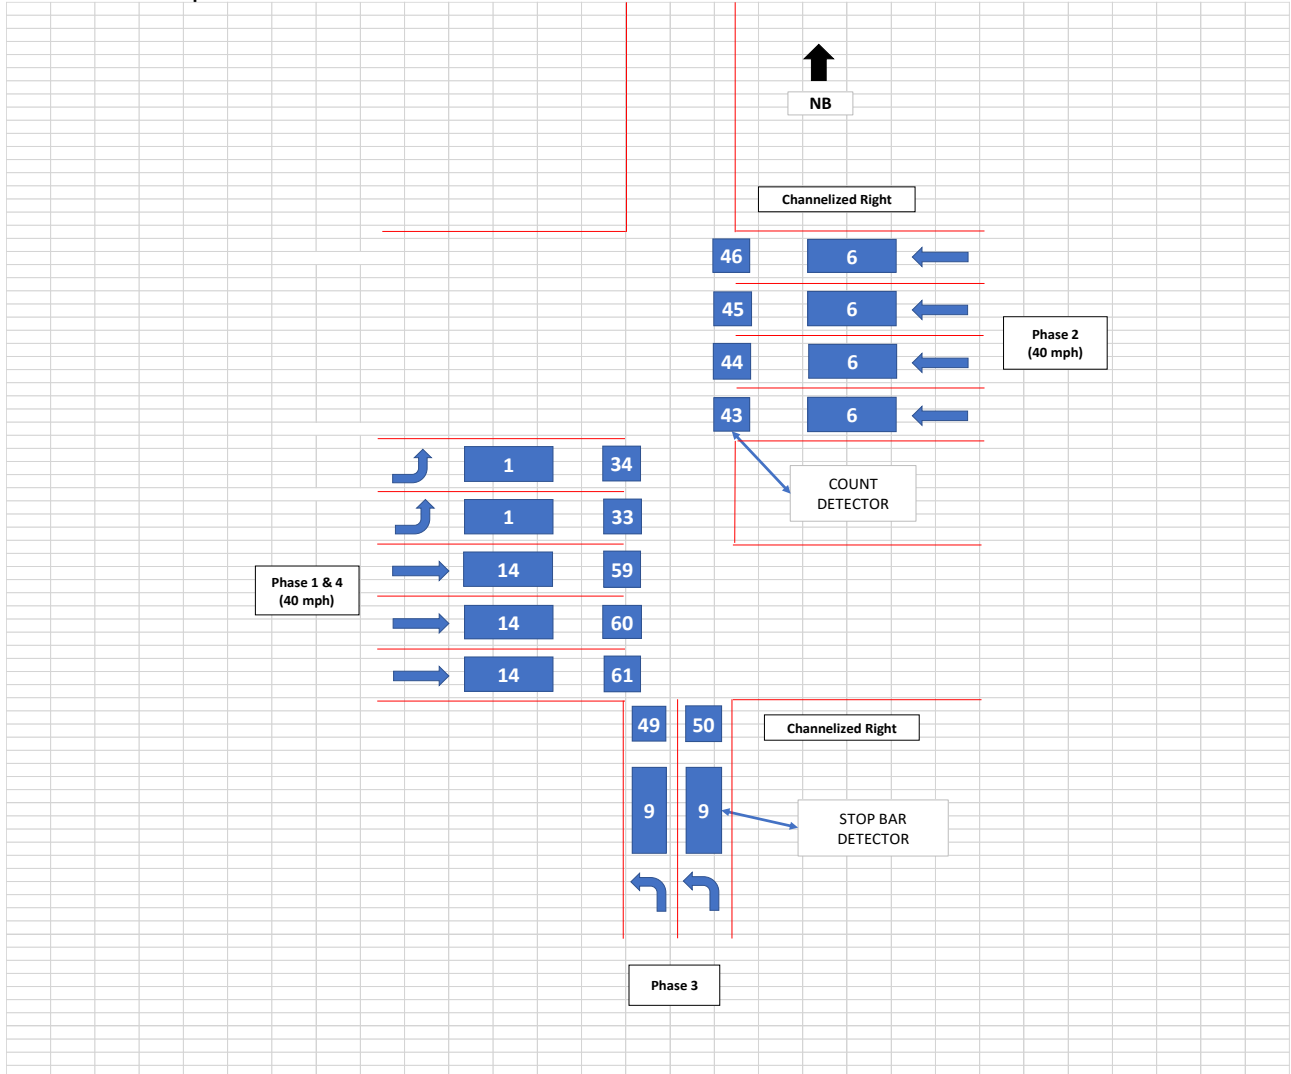 NB
Channelized Right
46 6
45 6
Phase 2
(40 mph)
44 6
43 6
1 34
COUNT
DETECTOR
1 33
14 59
Phase 1 & 4
(40 mph)
14 60
14 61
49 50
Channelized Right
9 9
STOP BAR
DETECTOR
Phase 3